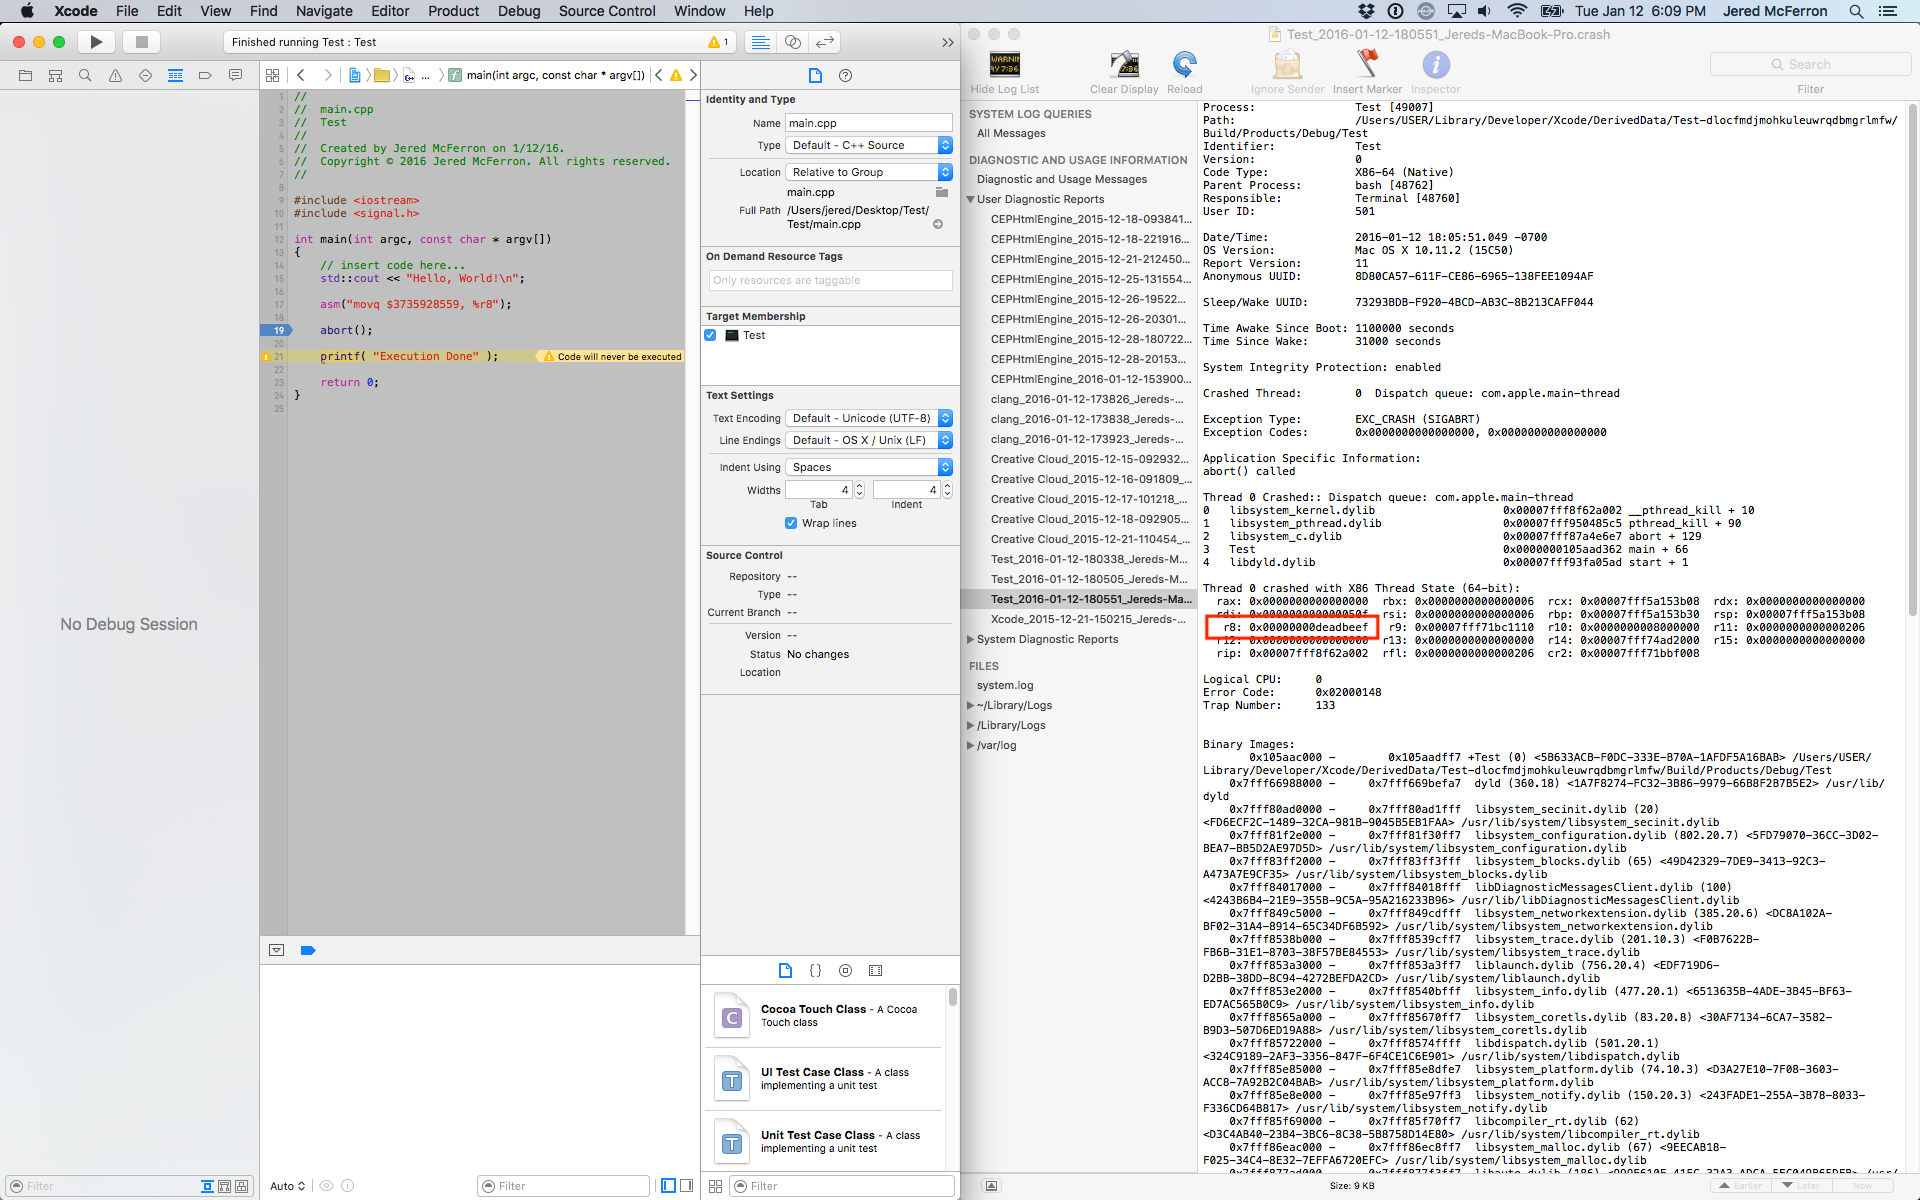 Xcode File Edit View Find Navigate Editor Product Debug Source Control Window Help
Tue Jan 12 6:09 PM Jered McFerron
Finished running Test : Test
1
main(int argc, const char * argv[])
1 //
2 // main.cpp
3 // Test
4 //
5 // Created by Jered McFerron on 1/12/16.
6 // Copyright © 2016 Jered McFerron. All rights reserved.
7 //
8
9 #include <iostream>
10 #include <signal.h>
11
12 int main(int argc, const char * argv[])
13 {
14 // insert code here...
15 std::cout << "Hello, World!\n";
16
17 asm("movq $3735928559, %r8");
18
19 abort();
20
21 printf( "Execution Done" );
Code will never be executed
22
23 return 0;
24 }
25
No Debug Session
Filter
Auto
Filter
Identity and Type
Name main.cpp
Type Default - C++ Source
Location Relative to Group
main.cpp
Full Path /Users/jered/Desktop/Test/
Test/main.cpp
On Demand Resource Tags
Only resources are taggable
Target Membership
Test
Text Settings
Text Encoding Default - Unicode (UTF-8)
Line Endings Default - OS X / Unix (LF)
Indent Using Spaces
Widths 4 4
Tab Indent
Wrap lines
Source Control
Repository --
Type --
Current Branch --
Version --
Status No changes
Location
{}
C
Cocoa Touch Class - A Cocoa
Touch class
T
UI Test Case Class - A class
implementing a unit test
T
Unit Test Case Class - A class
implementing a unit test
Filter
Test_2016-01-12-180551_Jereds-MacBook-Pro.crash
Hide Log List Clear Display Reload Ignore Sender Insert Marker Inspector
Search
Filter
SYSTEM LOG QUERIES
All Messages
DIAGNOSTIC AND USAGE INFORMATION
Diagnostic and Usage Messages
User Diagnostic Reports
CEPHtmlEngine_2015-12-18-093841...
CEPHtmlEngine_2015-12-18-221916...
CEPHtmlEngine_2015-12-21-212450...
CEPHtmlEngine_2015-12-25-131554...
CEPHtmlEngine_2015-12-26-19522...
CEPHtmlEngine_2015-12-26-20301...
CEPHtmlEngine_2015-12-28-180722...
CEPHtmlEngine_2015-12-28-20153...
CEPHtmlEngine_2016-01-12-153900...
clang_2016-01-12-173826_Jereds-...
clang_2016-01-12-173838_Jereds-...
clang_2016-01-12-173923_Jereds-...
Creative Cloud_2015-12-15-092932...
Creative Cloud_2015-12-16-091809_...
Creative Cloud_2015-12-17-101218_...
Creative Cloud_2015-12-18-092905...
Creative Cloud_2015-12-21-110454_...
Test_2016-01-12-180338_Jereds-M...
Test_2016-01-12-180505_Jereds-M...
Test_2016-01-12-180551_Jereds-Ma...
Xcode_2015-12-21-150215_Jereds-...
System Diagnostic Reports
FILES
system.log
~/Library/Logs
/Library/Logs
/var/log
Process: Test [49007]
Path: /Users/USER/Library/Developer/Xcode/DerivedData/Test-dlocfmdjmohkuleuwrqdbmgrlmfw/
Build/Products/Debug/Test
Identifier: Test
Version: 0
Code Type: X86-64 (Native)
Parent Process: bash [48762]
Responsible: Terminal [48760]
User ID: 501
Date/Time: 2016-01-12 18:05:51.049 -0700
OS Version: Mac OS X 10.11.2 (15C50)
Report Version: 11
Anonymous UUID: 8D80CA57-611F-CE86-6965-138FEE1094AF
Sleep/Wake UUID: 73293BDB-F920-4BCD-AB3C-8B213CAFF044
Time Awake Since Boot: 1100000 seconds
Time Since Wake: 31000 seconds
System Integrity Protection: enabled
Crashed Thread: 0 Dispatch queue: com.apple.main-thread
Exception Type: EXC_CRASH (SIGABRT)
Exception Codes: 0x0000000000000000, 0x0000000000000000
Application Specific Information:
abort() called
Thread 0 Crashed:: Dispatch queue: com.apple.main-thread
0 libsystem_kernel.dylib 0x00007fff8f62a002 __pthread_kill + 10
1 libsystem_pthread.dylib 0x00007fff950485c5 pthread_kill + 90
2 libsystem_c.dylib 0x00007fff87a4e6e7 abort + 129
3 Test 0x0000000105aad362 main + 66
4 libdyld.dylib 0x00007fff93fa05ad start + 1
Thread 0 crashed with X86 Thread State (64-bit):
rax: 0x0000000000000000 rbx: 0x0000000000000006 rcx: 0x00007fff5a153b08 rdx: 0x0000000000000000
rdi: 0x000000000000050f rsi: 0x0000000000000006 rbp: 0x00007fff5a153b30 rsp: 0x00007fff5a153b08
r8: 0x00000000deadbeef r9: 0x00007fff71bc1110 r10: 0x0000000008000000 r11: 0x0000000000000206
r12: 0x0000000000000000 r13: 0x0000000000000000 r14: 0x00007fff74ad2000 r15: 0x0000000000000000
rip: 0x00007fff8f62a002 rfl: 0x0000000000000206 cr2: 0x00007fff71bbf008
Logical CPU: 0
Error Code: 0x02000148
Trap Number: 133
Binary Images:
0x105aac000 - 0x105aadff7 +Test (0) <5B633ACB-F0DC-333E-B70A-1AFDF5A16BAB> /Users/USER/
Library/Developer/Xcode/DerivedData/Test-dlocfmdjmohkuleuwrqdbmgrlmfw/Build/Products/Debug/Test
0x7fff66988000 - 0x7fff669befa7 dyld (360.18) <1A7F8274-FC32-3B86-9979-66B8F2B7B5E2> /usr/lib/
dyld
0x7fff80ad0000 - 0x7fff80ad1fff libsystem_secinit.dylib (20)
<FD6ECF2C-1489-32CA-981B-9045B5EB1FAA> /usr/lib/system/libsystem_secinit.dylib
0x7fff81f2e000 - 0x7fff81f30ff7 libsystem_configuration.dylib (802.20.7) <5FD79070-36CC-3D02-
BEA7-BB5D2AE97D5D> /usr/lib/system/libsystem_configuration.dylib
0x7fff83ff2000 - 0x7fff83ff3fff libsystem_blocks.dylib (65) <49D42329-7DE9-3413-92C3-
A473A7E9CF35> /usr/lib/system/libsystem_blocks.dylib
0x7fff84017000 - 0x7fff84018fff libDiagnosticMessagesClient.dylib (100)
<4243B6B4-21E9-355B-9C5A-95A216233B96> /usr/lib/libDiagnosticMessagesClient.dylib
0x7fff849c5000 - 0x7fff849cdfff libsystem_networkextension.dylib (385.20.6) <DC8A102A-
BF02-31A4-8914-65C34DF6B592> /usr/lib/system/libsystem_networkextension.dylib
0x7fff8538b000 - 0x7fff8539cff7 libsystem_trace.dylib (201.10.3) <F0B7622B-
FB6B-31E1-8703-38F57BE84553> /usr/lib/system/libsystem_trace.dylib
0x7fff853a3000 - 0x7fff853a3ff7 liblaunch.dylib (756.20.4) <EDF719D6-
D2BB-38DD-8C94-4272BEFDA2CD> /usr/lib/system/liblaunch.dylib
0x7fff853e2000 - 0x7fff8540bfff libsystem_info.dylib (477.20.1) <6513635B-4ADE-3B45-BF63-
ED7AC565B0C9> /usr/lib/system/libsystem_info.dylib
0x7fff8565a000 - 0x7fff85670ff7 libsystem_coretls.dylib (83.20.8) <30AF7134-6CA7-3582-
B9D3-507D6ED19A88> /usr/lib/system/libsystem_coretls.dylib
0x7fff85722000 - 0x7fff8574ffff libdispatch.dylib (501.20.1)
<324C9189-2AF3-3356-847F-6F4CE1C6E901> /usr/lib/system/libdispatch.dylib
0x7fff85e85000 - 0x7fff85e8dfe7 libsystem_platform.dylib (74.10.3) <D3A27E10-7F08-3603-
ACC8-7A92B2C04BAB> /usr/lib/system/libsystem_platform.dylib
0x7fff85e8e000 - 0x7fff85e97ff3 libsystem_notify.dylib (150.20.3) <243FADE1-255A-3B78-8033-
F336CD64B817> /usr/lib/system/libsystem_notify.dylib
0x7fff85f69000 - 0x7fff85f70ff7 libcompiler_rt.dylib (62)
<D3C4AB40-23B4-3BC6-8C38-5B8758D14E80> /usr/lib/system/libcompiler_rt.dylib
0x7fff86eac000 - 0x7fff86ec8ff7 libsystem_malloc.dylib (67) <9EECAB18-
F025-34C4-8E32-7EFFA6720EFC> /usr/lib/system/libsystem_malloc.dylib
Size: 9 KB
Earlier Later Now